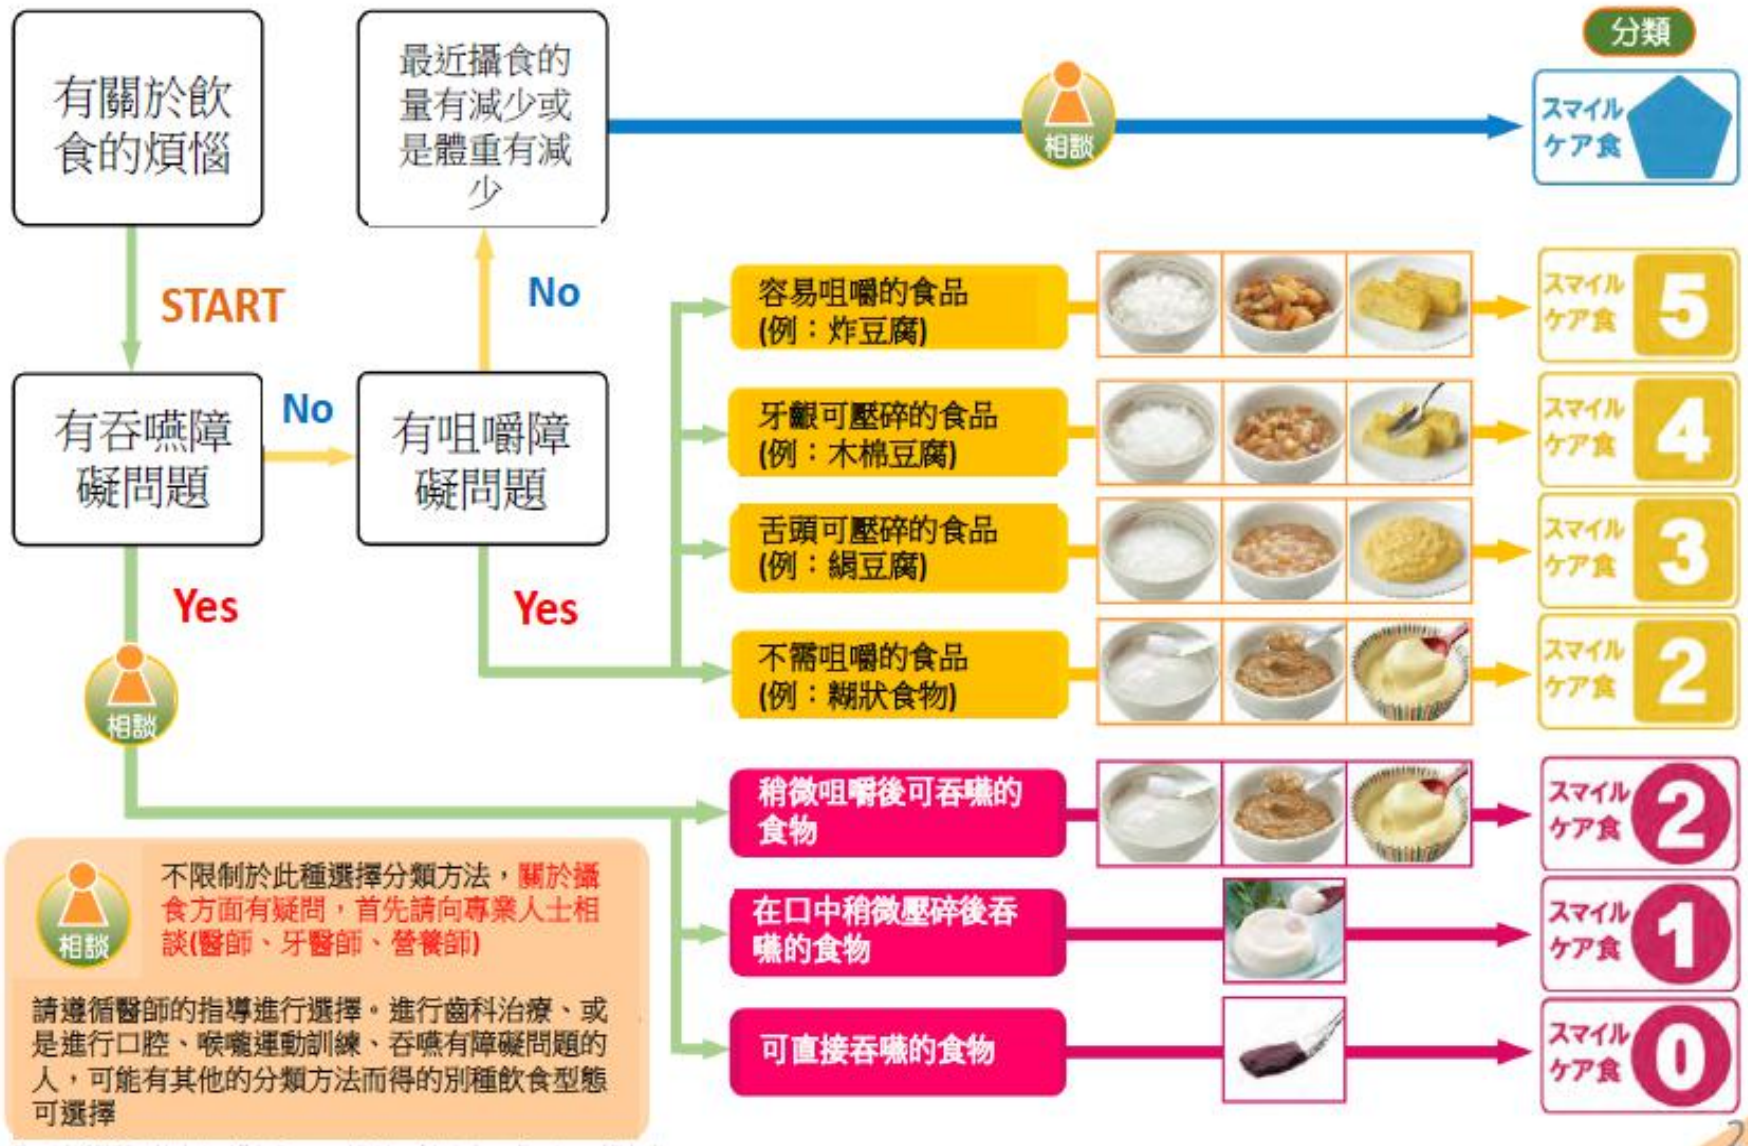 有關於飲
食的煩惱
最近攝食的
量有減少或
是體重有減
少
相談
分類
スマイル
ケア食
START
No
有吞嚥障
礙問題
No
有咀嚼障
礙問題
Yes
Yes
相談
容易咀嚼的食品
(例：炸豆腐)
スマイル
ケア食
5
牙齦可壓碎的食品
(例：木棉豆腐)
スマイル
ケア食
4
舌頭可壓碎的食品
(例：絹豆腐)
スマイル
ケア食
3
不需咀嚼的食品
(例：糊狀食物)
スマイル
ケア食
2
稍微咀嚼後可吞嚥的
食物
スマイル
ケア食
2
在口中稍微壓碎後吞
嚥的食物
スマイル
ケア食
1
可直接吞嚥的食物
スマイル
ケア食
0
相談
不限制於此種選擇分類方法，關於攝
食方面有疑問，首先請向專業人士相
談(醫師、牙醫師、營養師)
請遵循醫師的指導進行選擇。進行齒科治療、或
是進行口腔、喉嚨運動訓練、吞嚥有障礙問題的
人，可能有其他的分類方法而得的別種飲食型態
可選擇
2